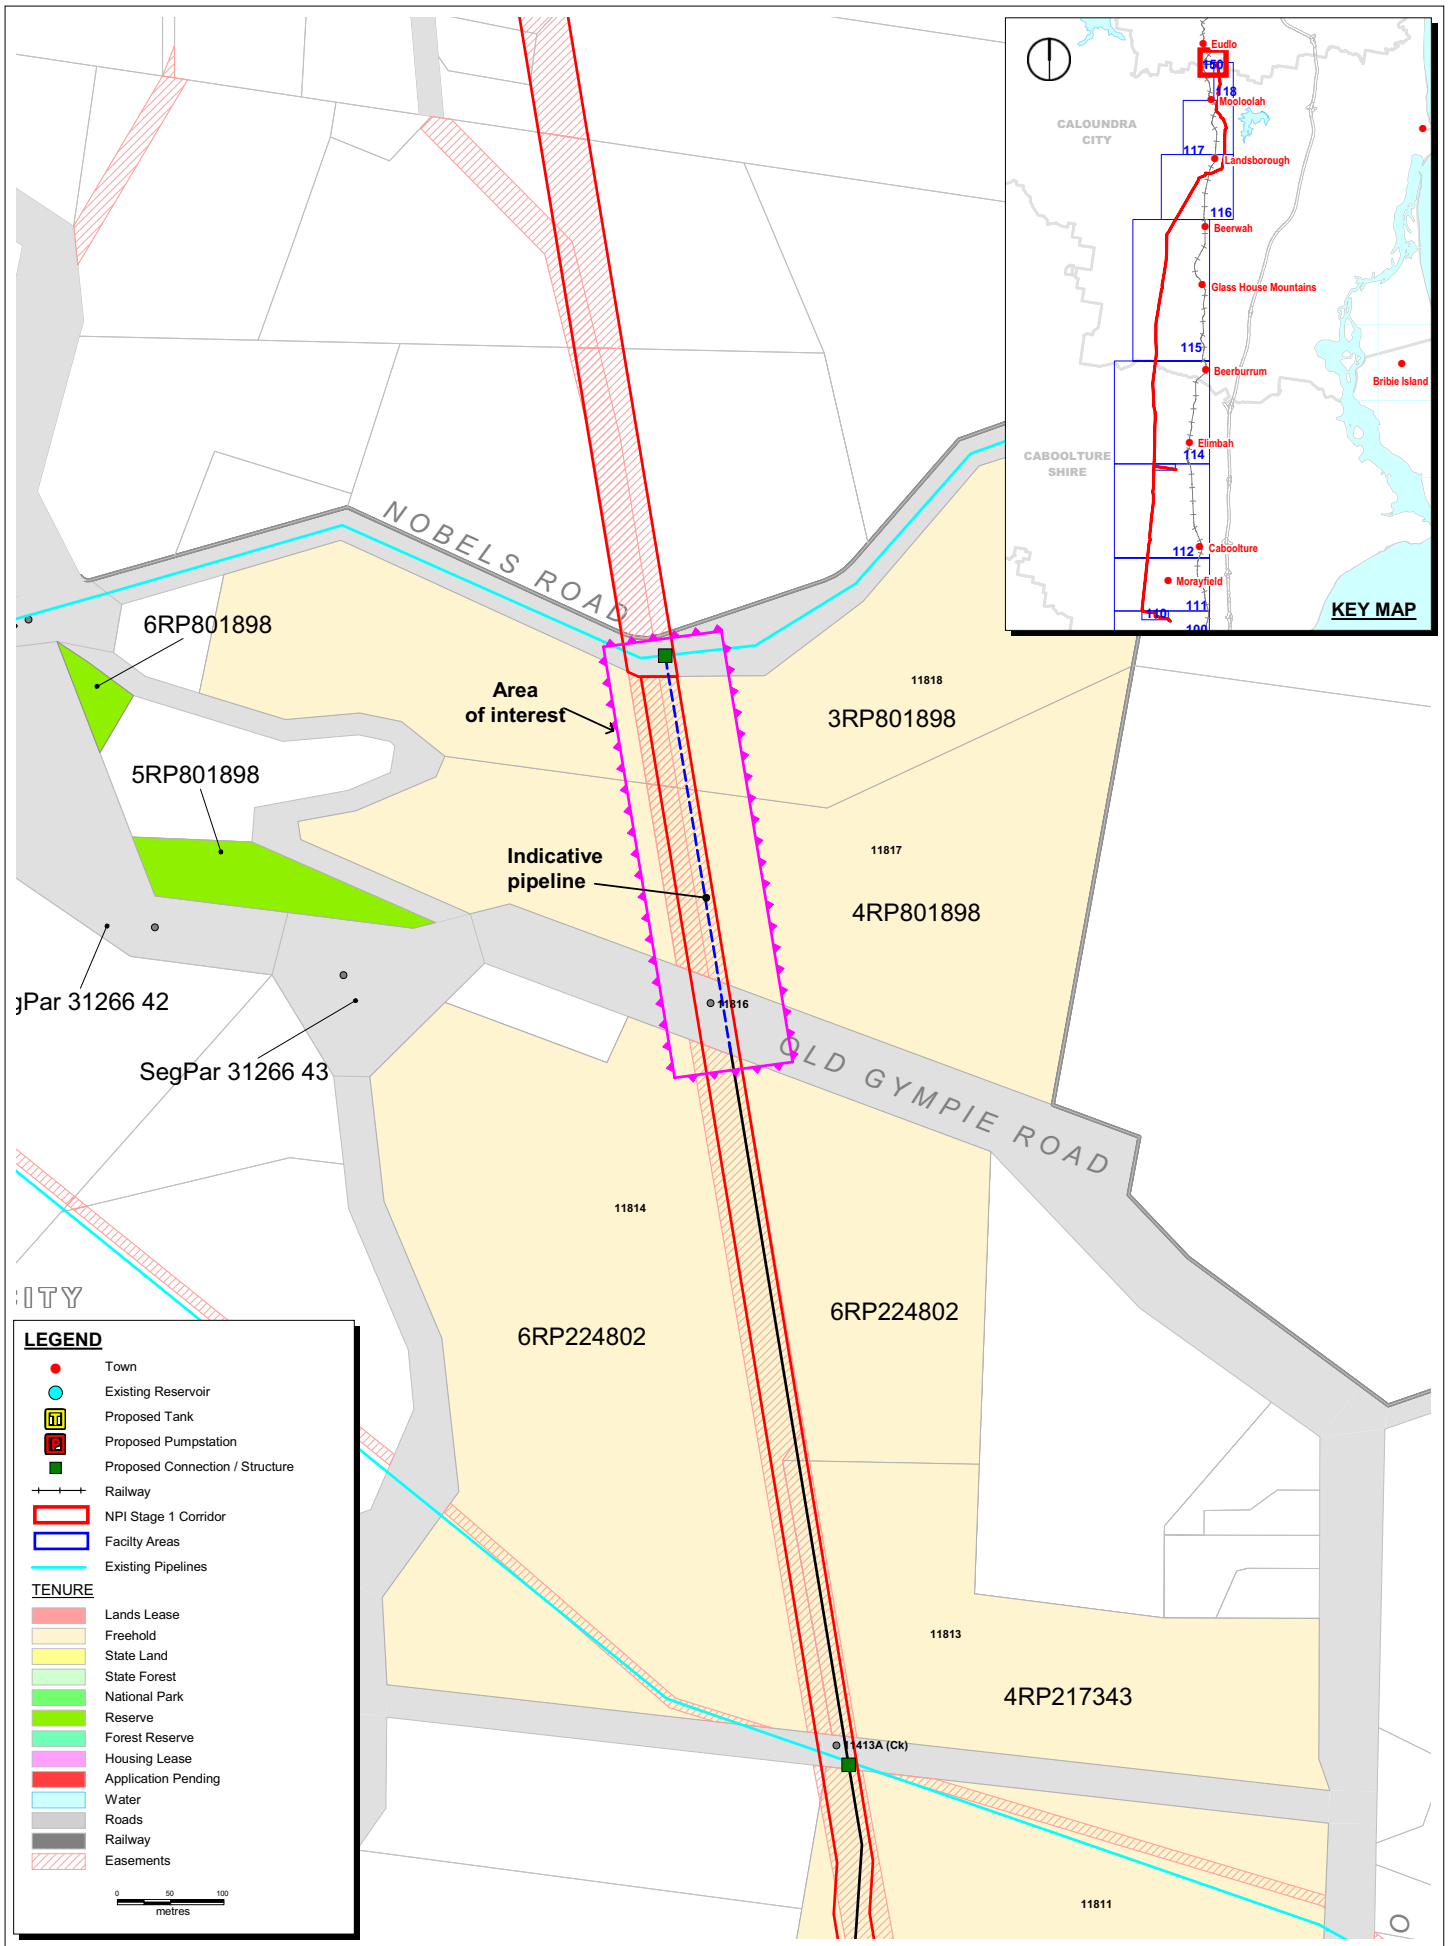 Eudlo
150
118
Mooloolah
CALOUNDRA
CITY
117
Landsborough
116
Beerwah
Glass House Mountains
115
Beerburrum
Bribie Island
Elimbah
CABOOLTURE
SHIRE
114
112
Caboolture
Morayfield
111
110
100
KEY MAP
NOBELS ROAD
6RP801898
Area
of interest
11818
3RP801898
5RP801898
Indicative
pipeline
11817
4RP801898
gPar 31266 42
11816
SegPar 31266 43
OLD GYMPIE ROAD
11814
6RP224802
6RP224802
CITY
11813
4RP217343
11413A (Ck)
11811
O
LEGEND
Town
Existing Reservoir
T
Proposed Tank
P
Proposed Pumpstation
Proposed Connection / Structure
Railway
NPI Stage 1 Corridor
Facilty Areas
Existing Pipelines
TENURE
Lands Lease
Freehold
State Land
State Forest
National Park
Reserve
Forest Reserve
Housing Lease
Application Pending
Water
Roads
Railway
Easements
0 50 100
metres